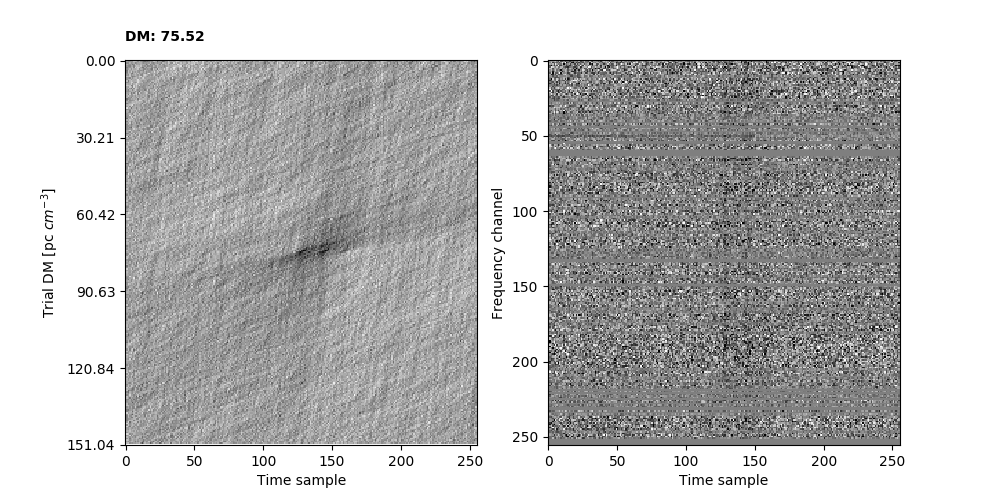 DM: 75.52
0.00
30.21
60.42
90.63
120.84
151.04
Trial DM [pc cm⁻³]
0 50 100 150 200 250
Time sample
0
50
100
150
200
250
Frequency channel
0 50 100 150 200 250
Time sample